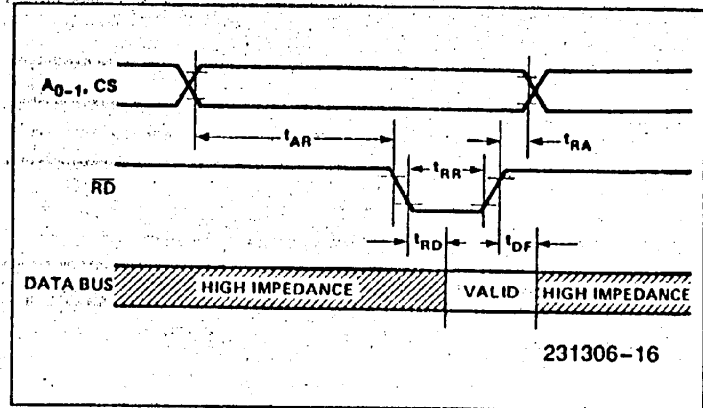 A0–1, CS
tAR
tRA
RD
tRR
tRD
tDF
DATA BUS HIGH IMPEDANCE VALID HIGH IMPEDANCE
231306–16